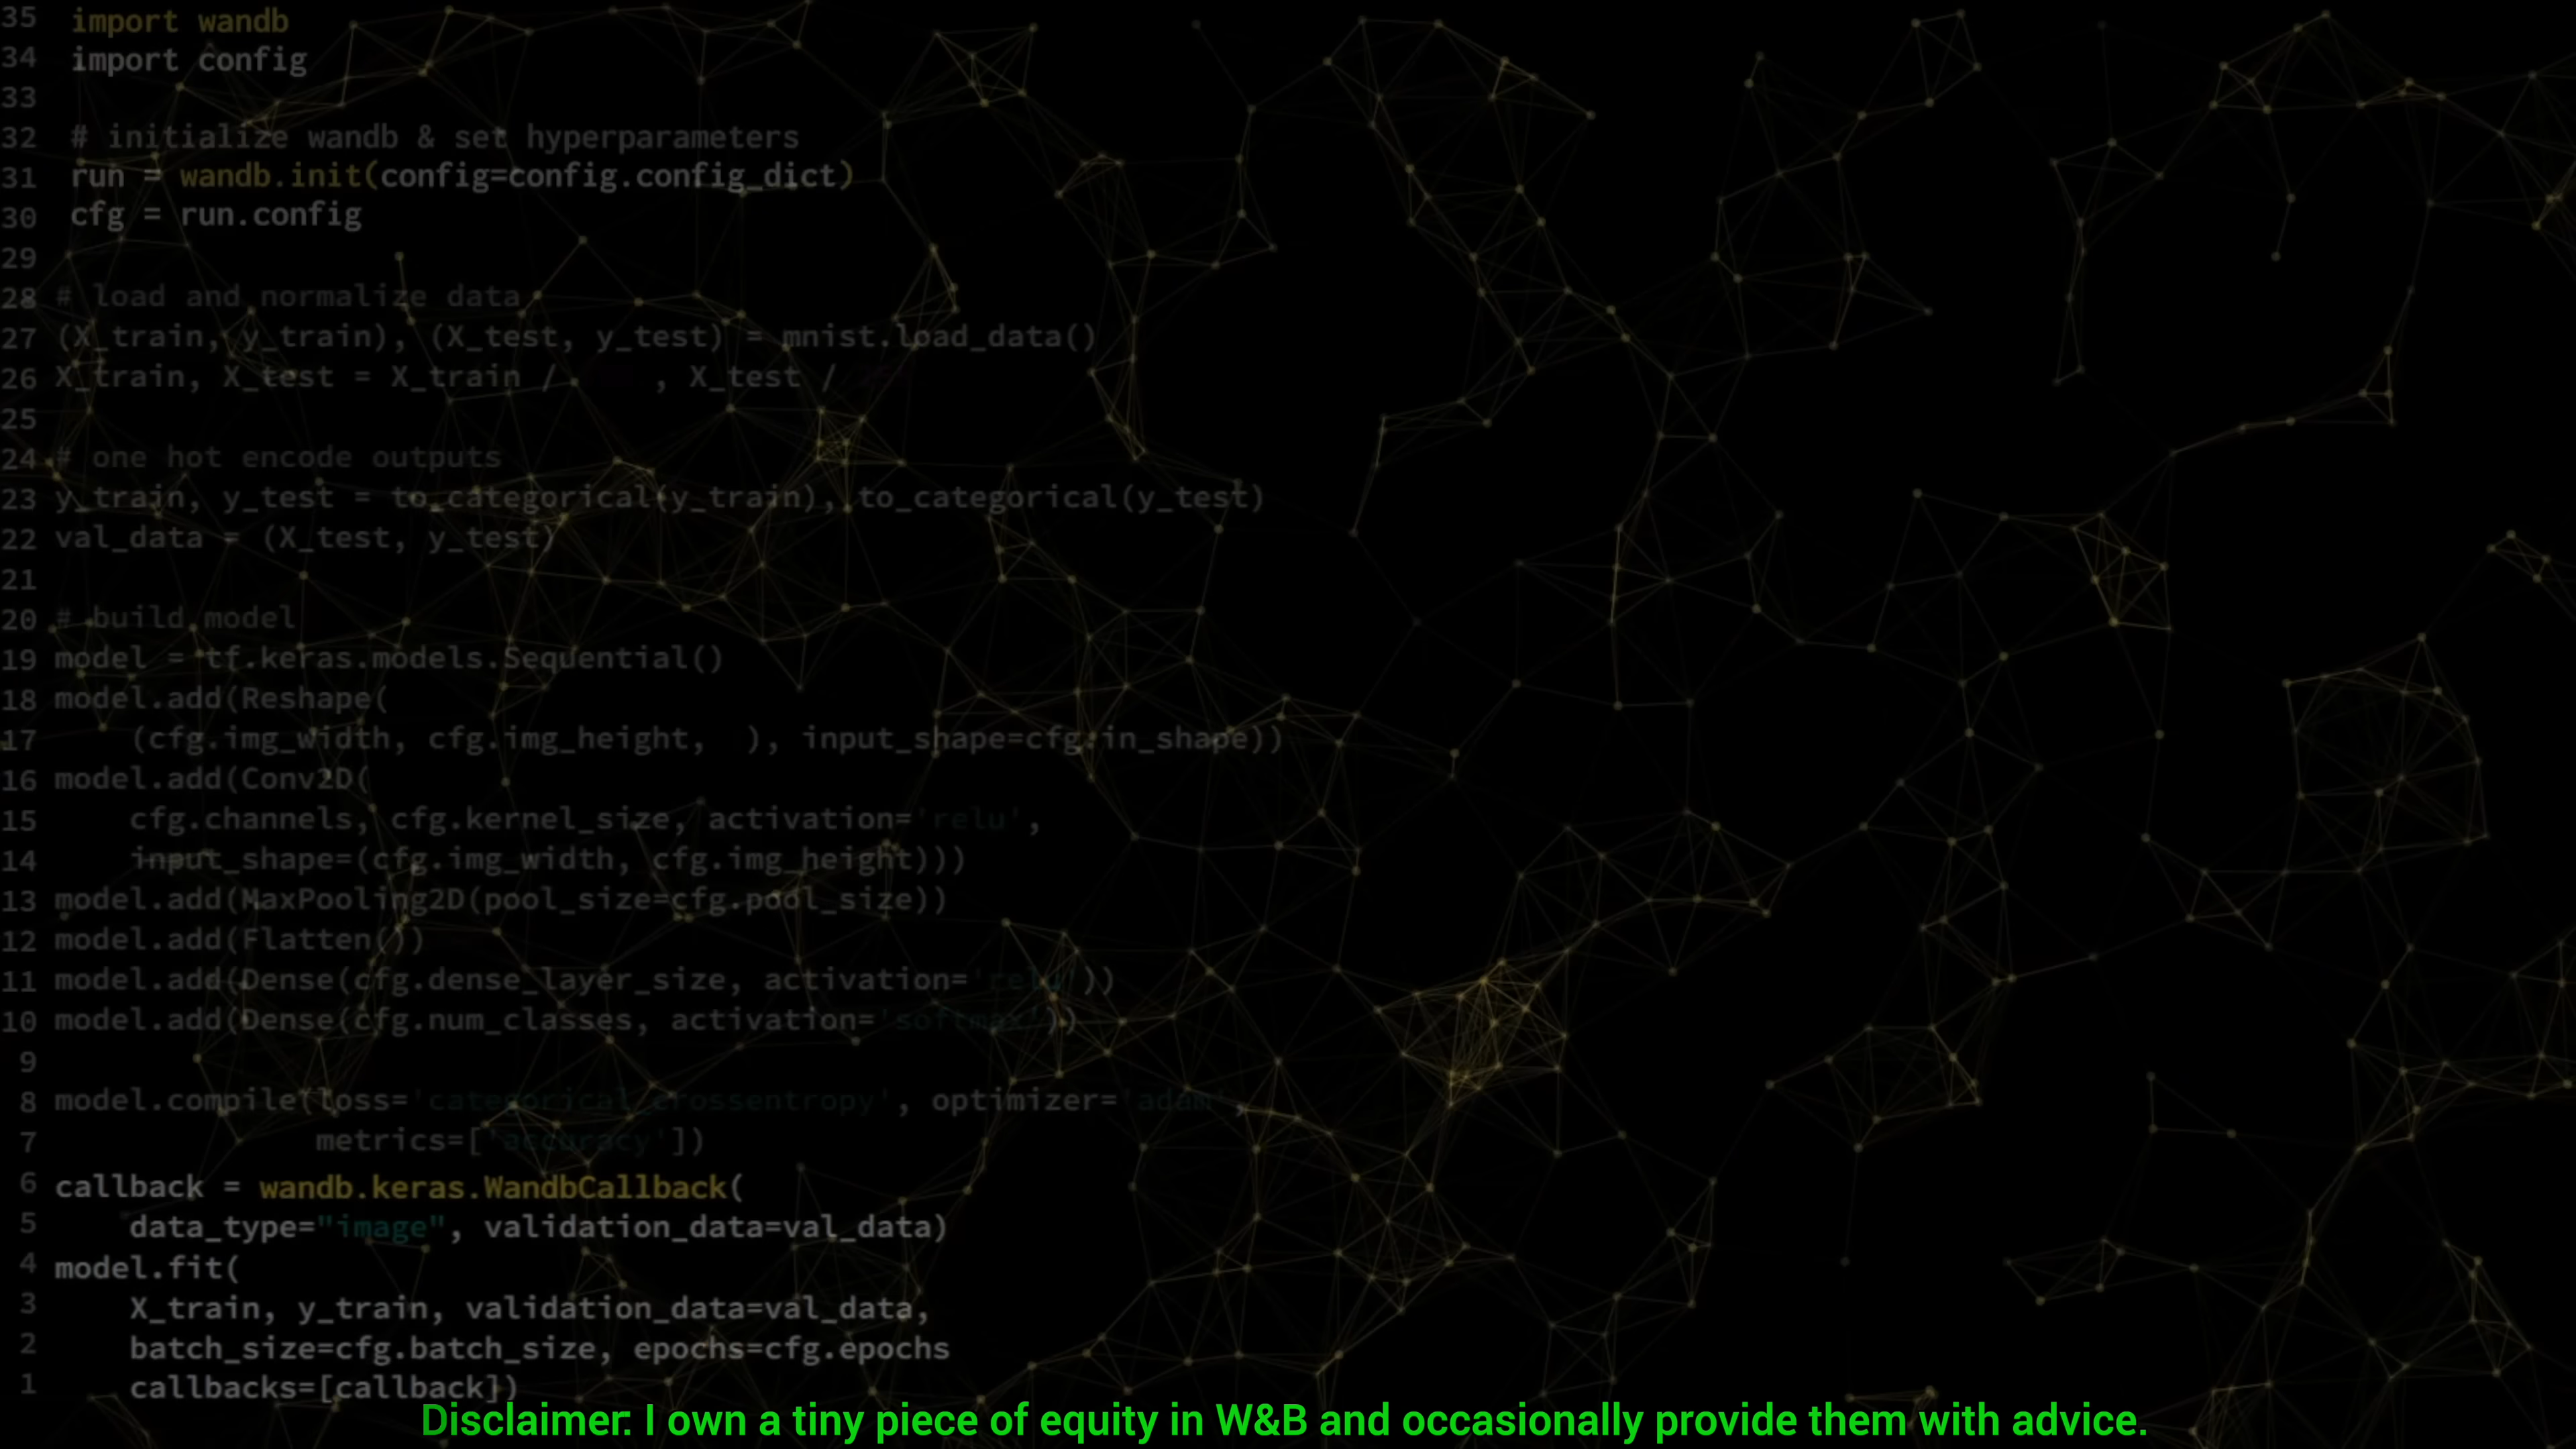 35 import wandb
34 import config
33
32 # initialize wandb & set hyperparameters
31 run = wandb.init(config=config.config_dict)
30 cfg = run.config
29
28 # load and normalize data
27 (X_train, y_train), (X_test, y_test) = mnist.load_data()
26 X_train, X_test = X_train / , X_test /
25
24 # one hot encode outputs
23 y_train, y_test = to_categorical(y_train), to_categorical(y_test)
22 val_data = (X_test, y_test)
21
20 # build model
19 model = tf.keras.models.Sequential()
18 model.add(Reshape(
17 (cfg.img_width, cfg.img_height, ), input_shape=cfg.in_shape))
16 model.add(Conv2D(
15 cfg.channels, cfg.kernel_size, activation='relu',
14 input_shape=(cfg.img_width, cfg.img_height)))
13 model.add(MaxPooling2D(pool_size=cfg.pool_size))
12 model.add(Flatten())
11 model.add(Dense(cfg.dense_layer_size, activation='relu'))
10 model.add(Dense(cfg.num_classes, activation='softmax'))
9
8 model.compile(loss='categorical_crossentropy', optimizer='adam',
7 metrics=['accuracy'])
6 callback = wandb.keras.WandbCallback(
5 data_type="image", validation_data=val_data)
4 model.fit(
3 X_train, y_train, validation_data=val_data,
2 batch_size=cfg.batch_size, epochs=cfg.epochs
1 callbacks=[callback])
Disclaimer: I own a tiny piece of equity in W&B and occasionally provide them with advice.